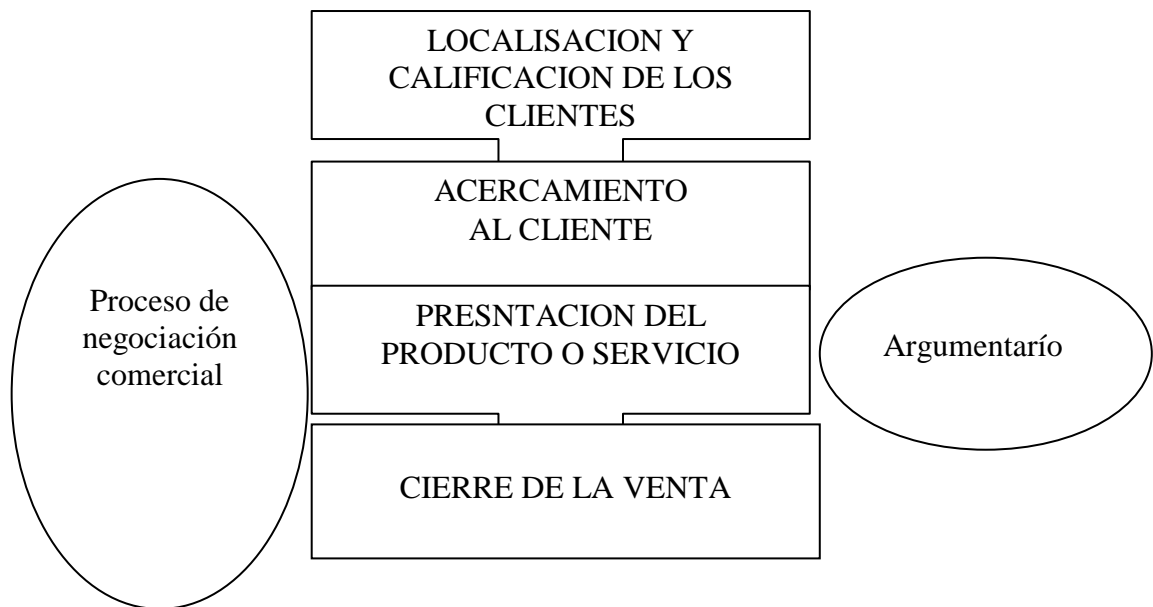 LOCALISACION Y
CALIFICACION DE LOS
CLIENTES
ACERCAMIENTO
AL CLIENTE
Proceso de
negociación
comercial
PRESNTACION DEL
PRODUCTO O SERVICIO
Argumentarío
CIERRE DE LA VENTA